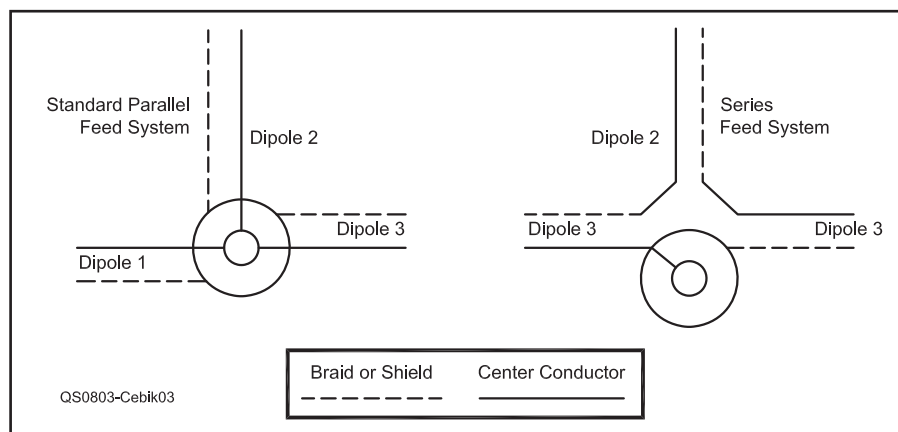 Standard Parallel
Feed System
Dipole 2
Dipole 3
Dipole 1
Series
Feed System
Dipole 2
Dipole 3
Dipole 3
Braid or Shield
Center Conductor
QS0803-Cebik03